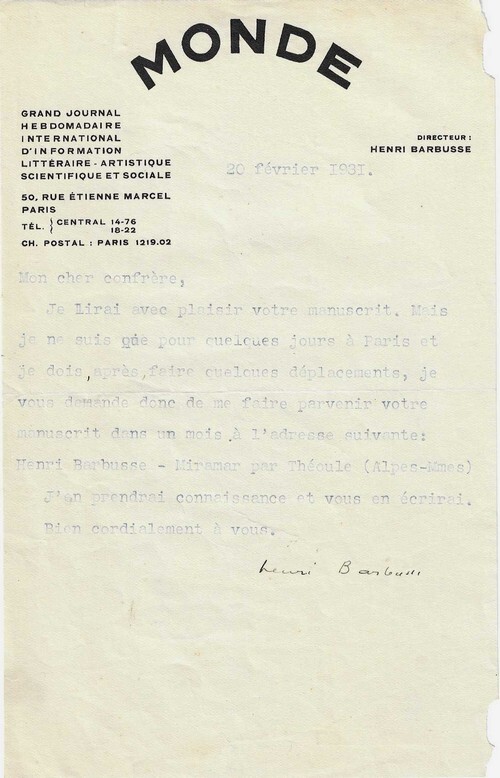 MONDE
GRAND JOURNAL
HEBDOMADAIRE
INTERNATIONAL
D'INFORMATION
LITTÉRAIRE - ARTISTIQUE
SCIENTIFIQUE ET SOCIALE
50, RUE ÉTIENNE MARCEL
PARIS
TÉL. { CENTRAL 14-76
18-22
CH. POSTAL : PARIS 1219.02
DIRECTEUR :
HENRI BARBUSSE
20 février 1931.
Mon cher confrère,
Je lirai avec plaisir votre manuscrit. Mais
je ne suis que pour quelques jours à Paris et
je dois,après,faire quelques déplacements, je
vous demande donc de me faire parvenir votre
manuscrit dans un mois à l'adresse suivante:
Henri Barbusse - Miramar par Théoule (Alpes-Mmes)
J'en prendrai connaissance et vous en écrirai.
Bien cordialement à vous.
Henri Barbusse